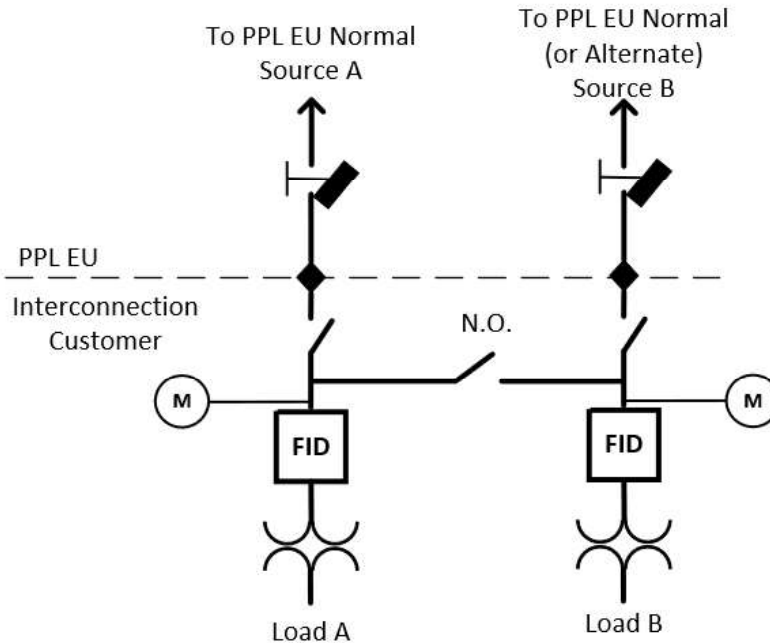 To PPL EU Normal
Source A
To PPL EU Normal
(or Alternate)
Source B
PPL EU
Interconnection
Customer
N.O.
M
M
FID
FID
Load A
Load B